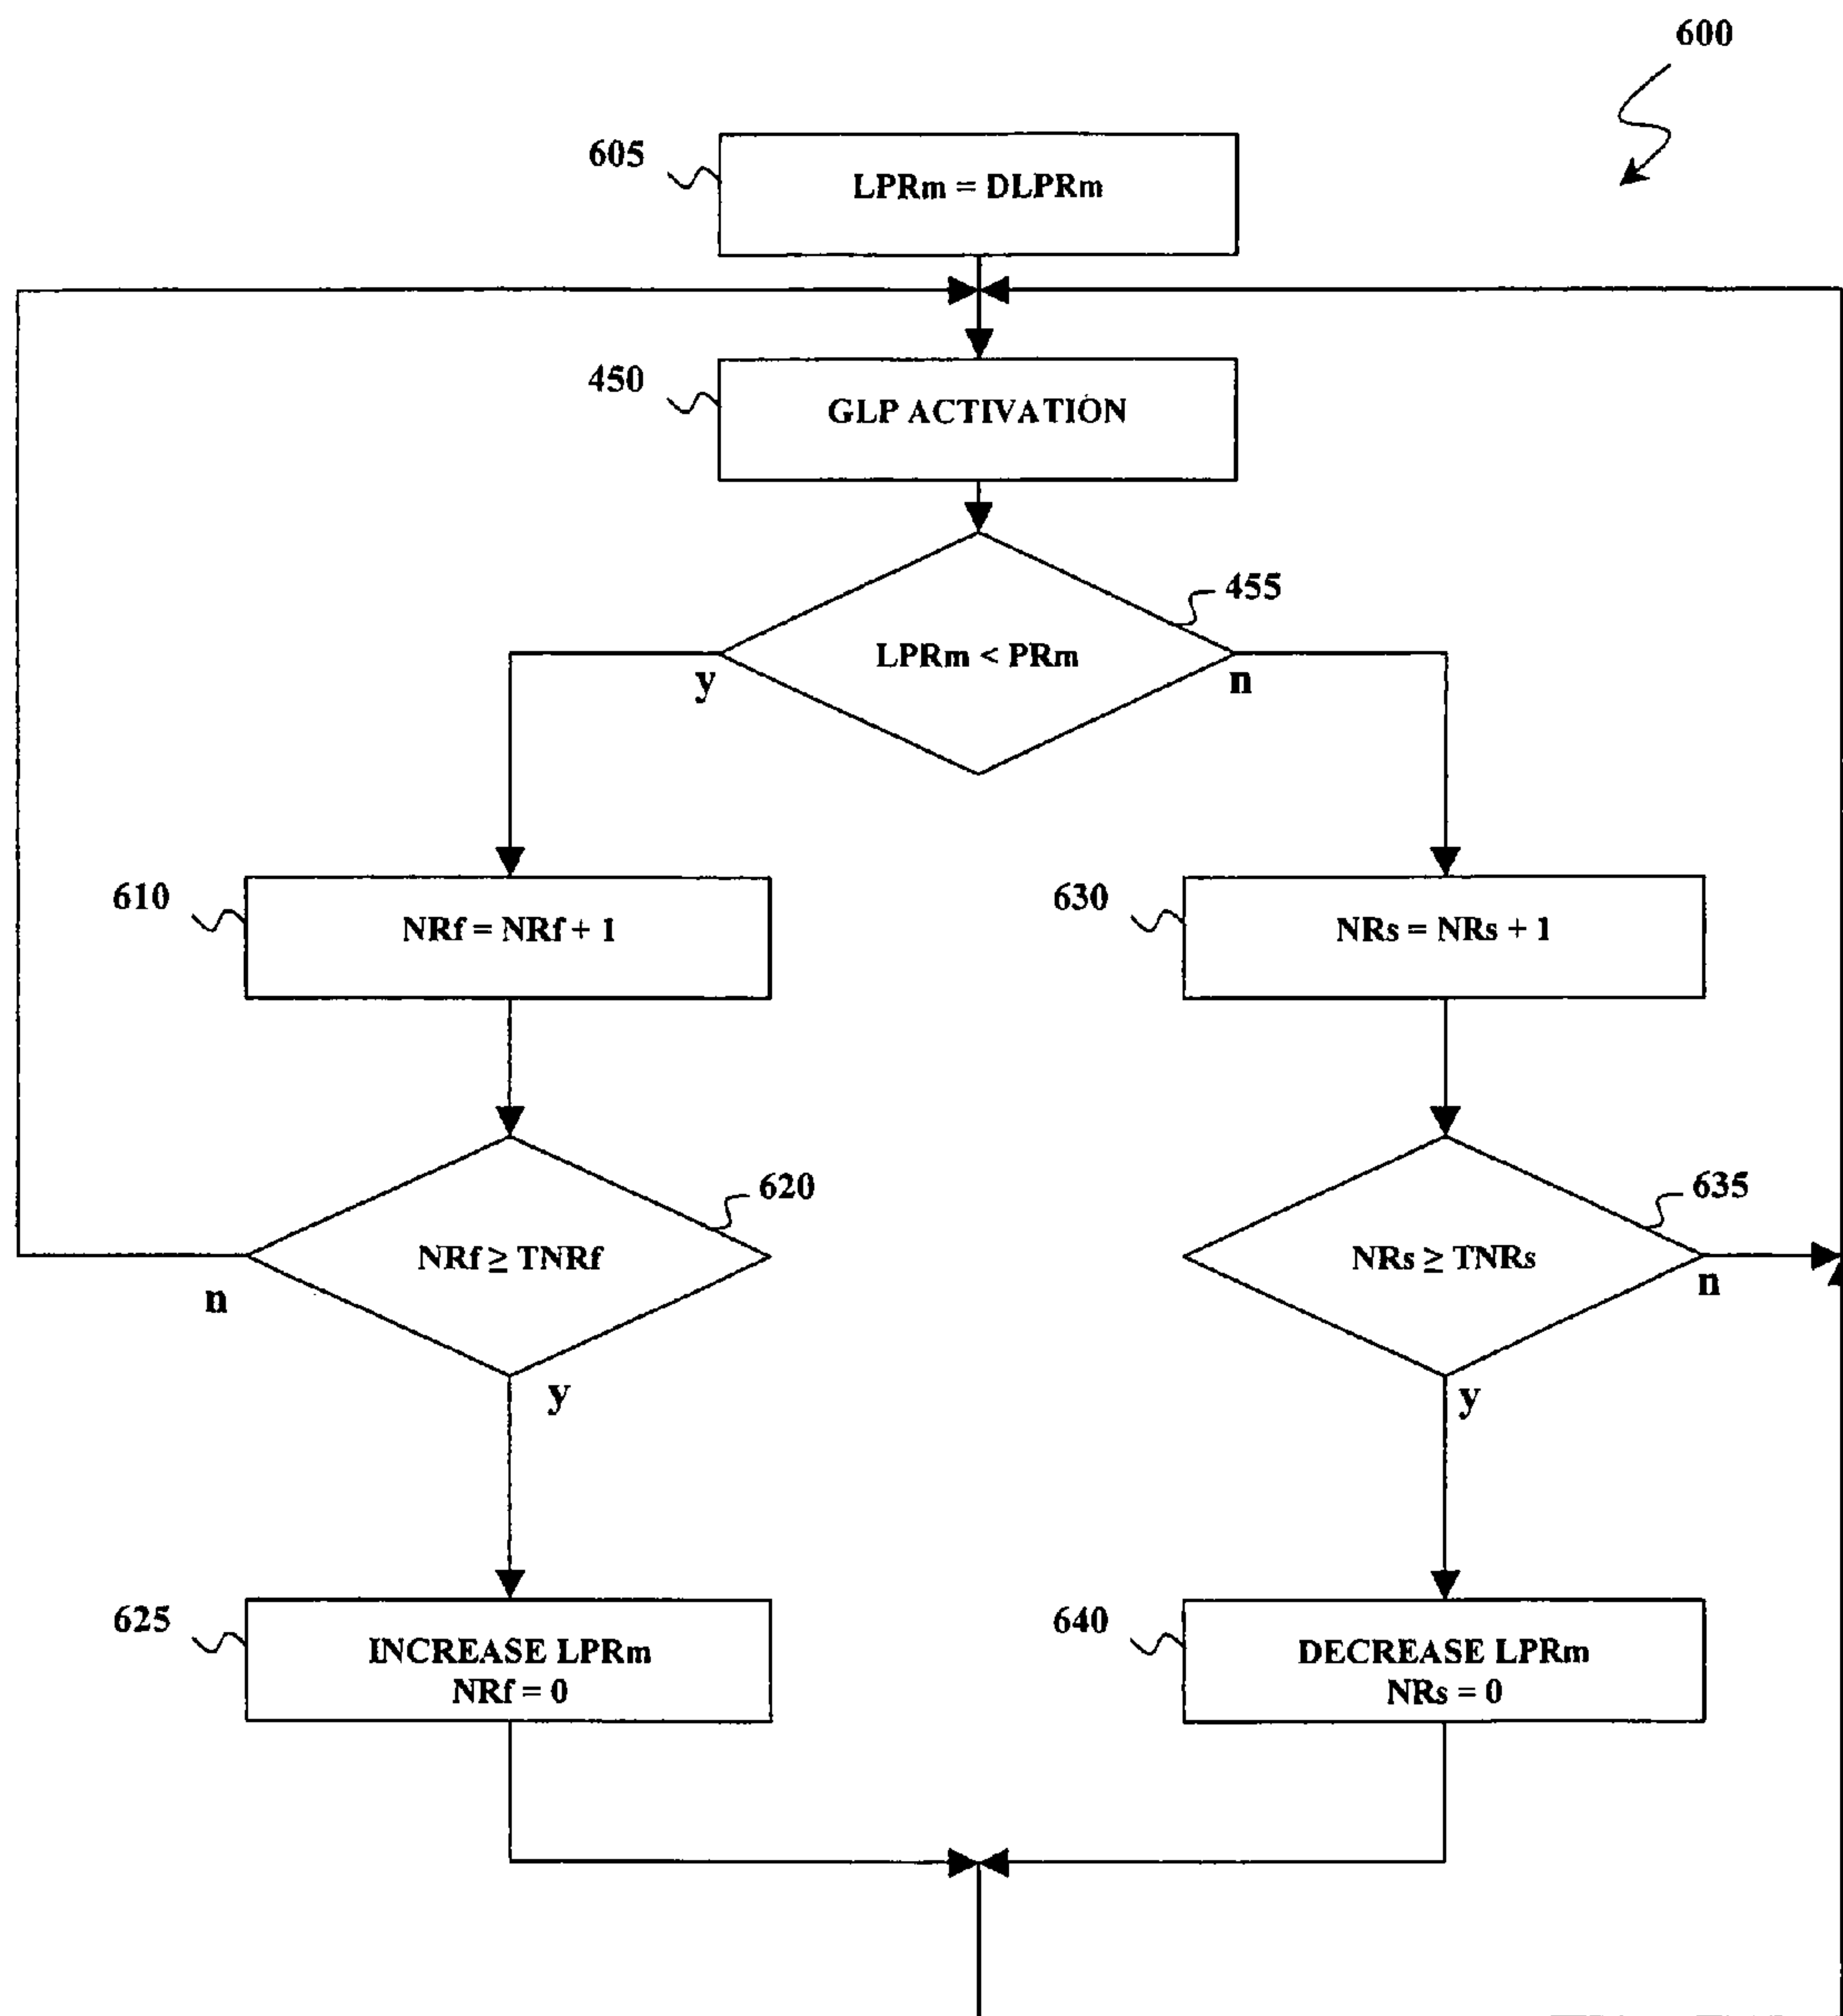 600
605
LPRm = DLPRm
450
GLP ACTIVATION
455
LPRm < PRm
y
n
610
NRf = NRf + 1
630
NRs = NRs + 1
620
NRf ≥ TNRf
n
y
635
NRs ≥ TNRs
n
y
625
INCREASE LPRm
NRf = 0
640
DECREASE LPRm
NRs = 0